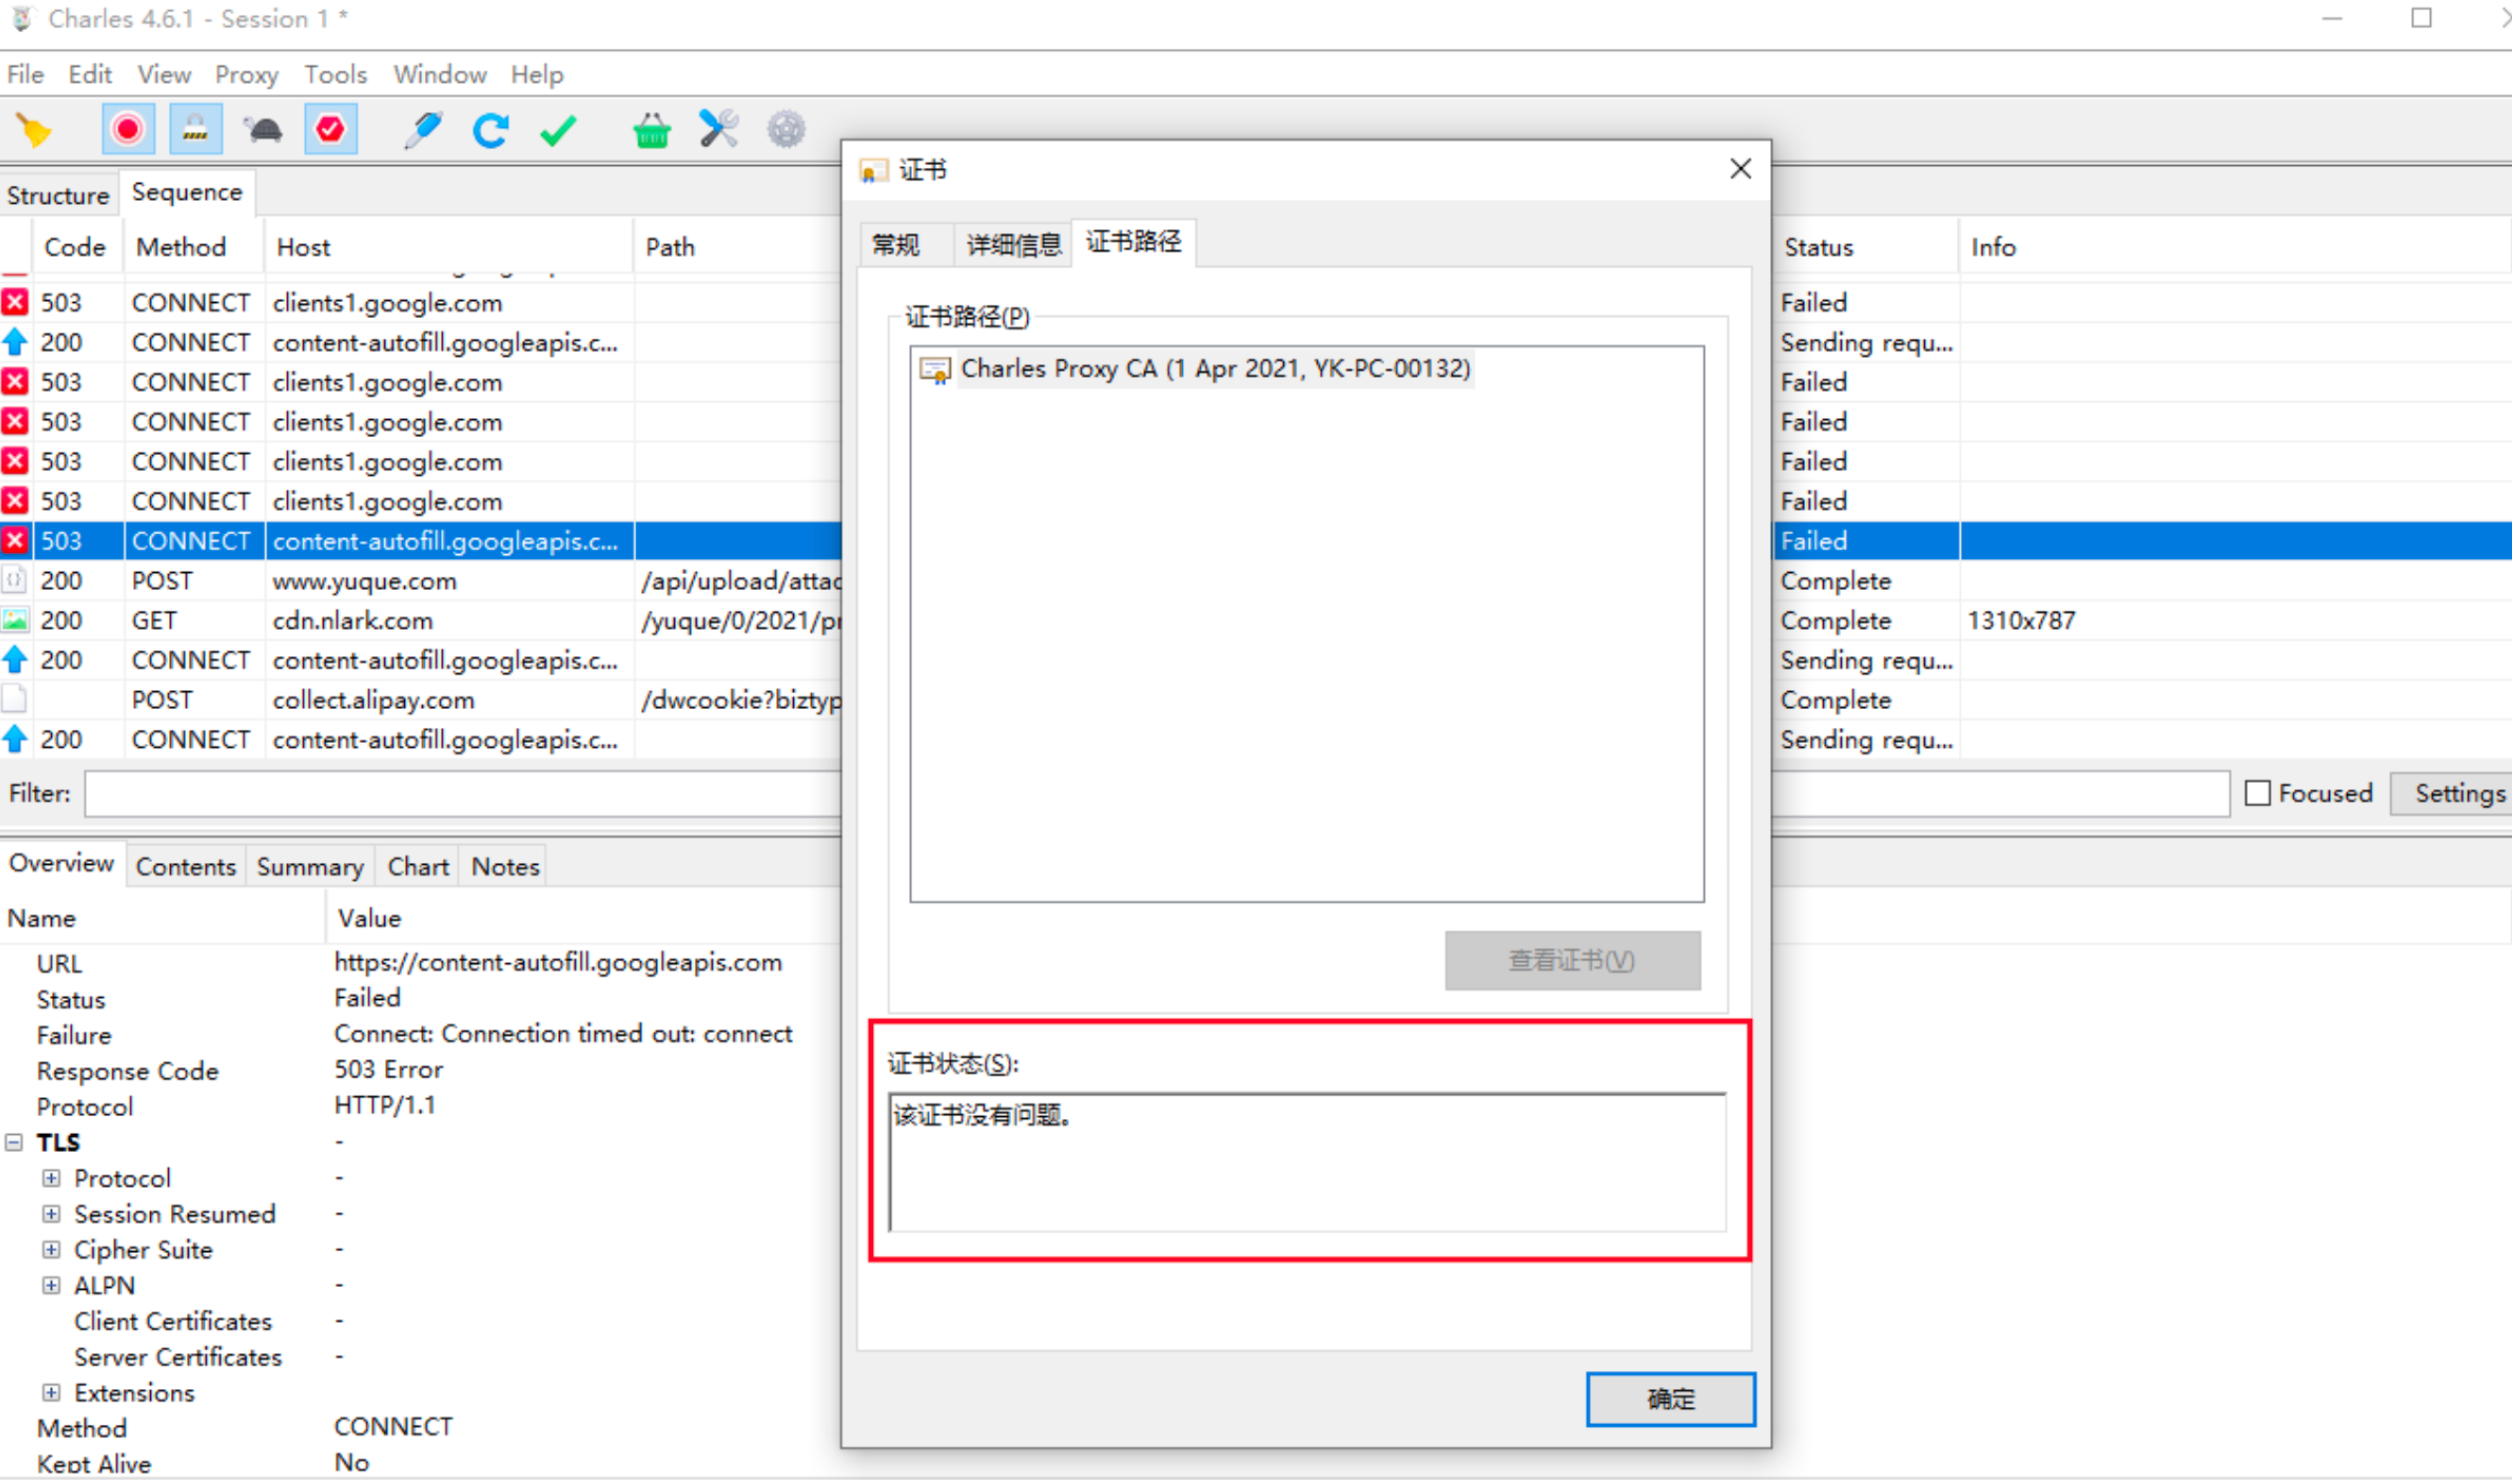 Charles 4.6.1 - Session 1 *
File Edit View Proxy Tools Window Help
Structure Sequence
Code Method Host Path Status Info
503 CONNECT clients1.google.com Failed
200 CONNECT content-autofill.googleapis.c... Sending requ...
503 CONNECT clients1.google.com Failed
503 CONNECT clients1.google.com Failed
503 CONNECT clients1.google.com Failed
503 CONNECT clients1.google.com Failed
503 CONNECT content-autofill.googleapis.c... Failed
200 POST www.yuque.com /api/upload/attac Complete
200 GET cdn.nlark.com /yuque/0/2021/pr Complete 1310x787
200 CONNECT content-autofill.googleapis.c... Sending requ...
POST collect.alipay.com /dwcookie?biztyp Complete
200 CONNECT content-autofill.googleapis.c... Sending requ...
Filter: Focused Settings
Overview Contents Summary Chart Notes
Name Value
URL https://content-autofill.googleapis.com
Status Failed
Failure Connect: Connection timed out: connect
Response Code 503 Error
Protocol HTTP/1.1
TLS -
Protocol -
Session Resumed -
Cipher Suite -
ALPN -
Client Certificates -
Server Certificates -
Extensions
Method CONNECT
Kept Alive No
证书
常规 详细信息 证书路径
证书路径(P)
Charles Proxy CA (1 Apr 2021, YK-PC-00132)
查看证书(V)
证书状态(S):
该证书没有问题。
确定